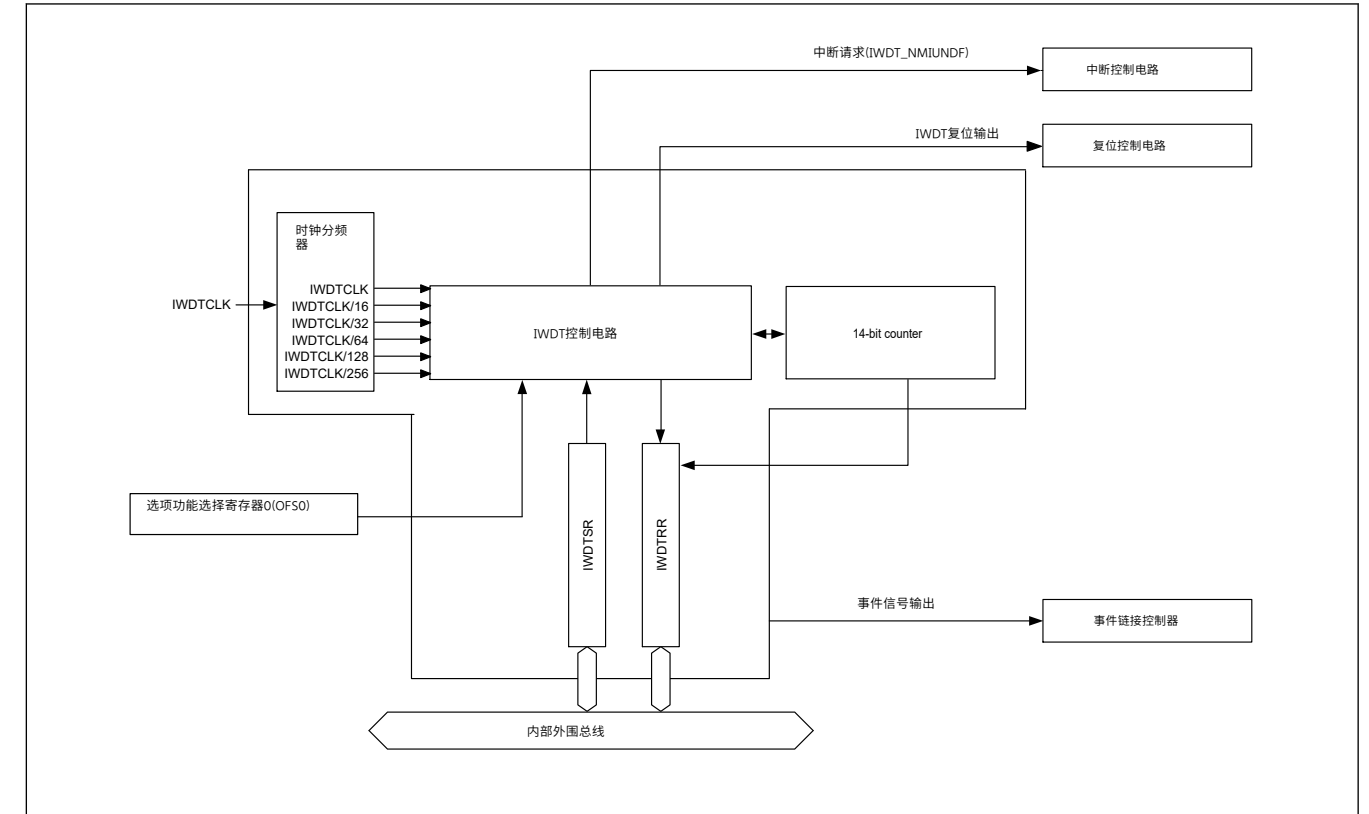 中断请求(IWDT_NMIUNDF)
中断控制电路
IWDT复位输出
复位控制电路
时钟分频
器
IWDTCLK
IWDTCLK
IWDTCLK/16
IWDTCLK/32
IWDTCLK/64
IWDTCLK/128
IWDTCLK/256
IWDT控制电路
14-bit counter
选项功能选择寄存器0(OFS0)
IWDTSR
IWDTRR
事件信号输出
事件链接控制器
内部外围总线